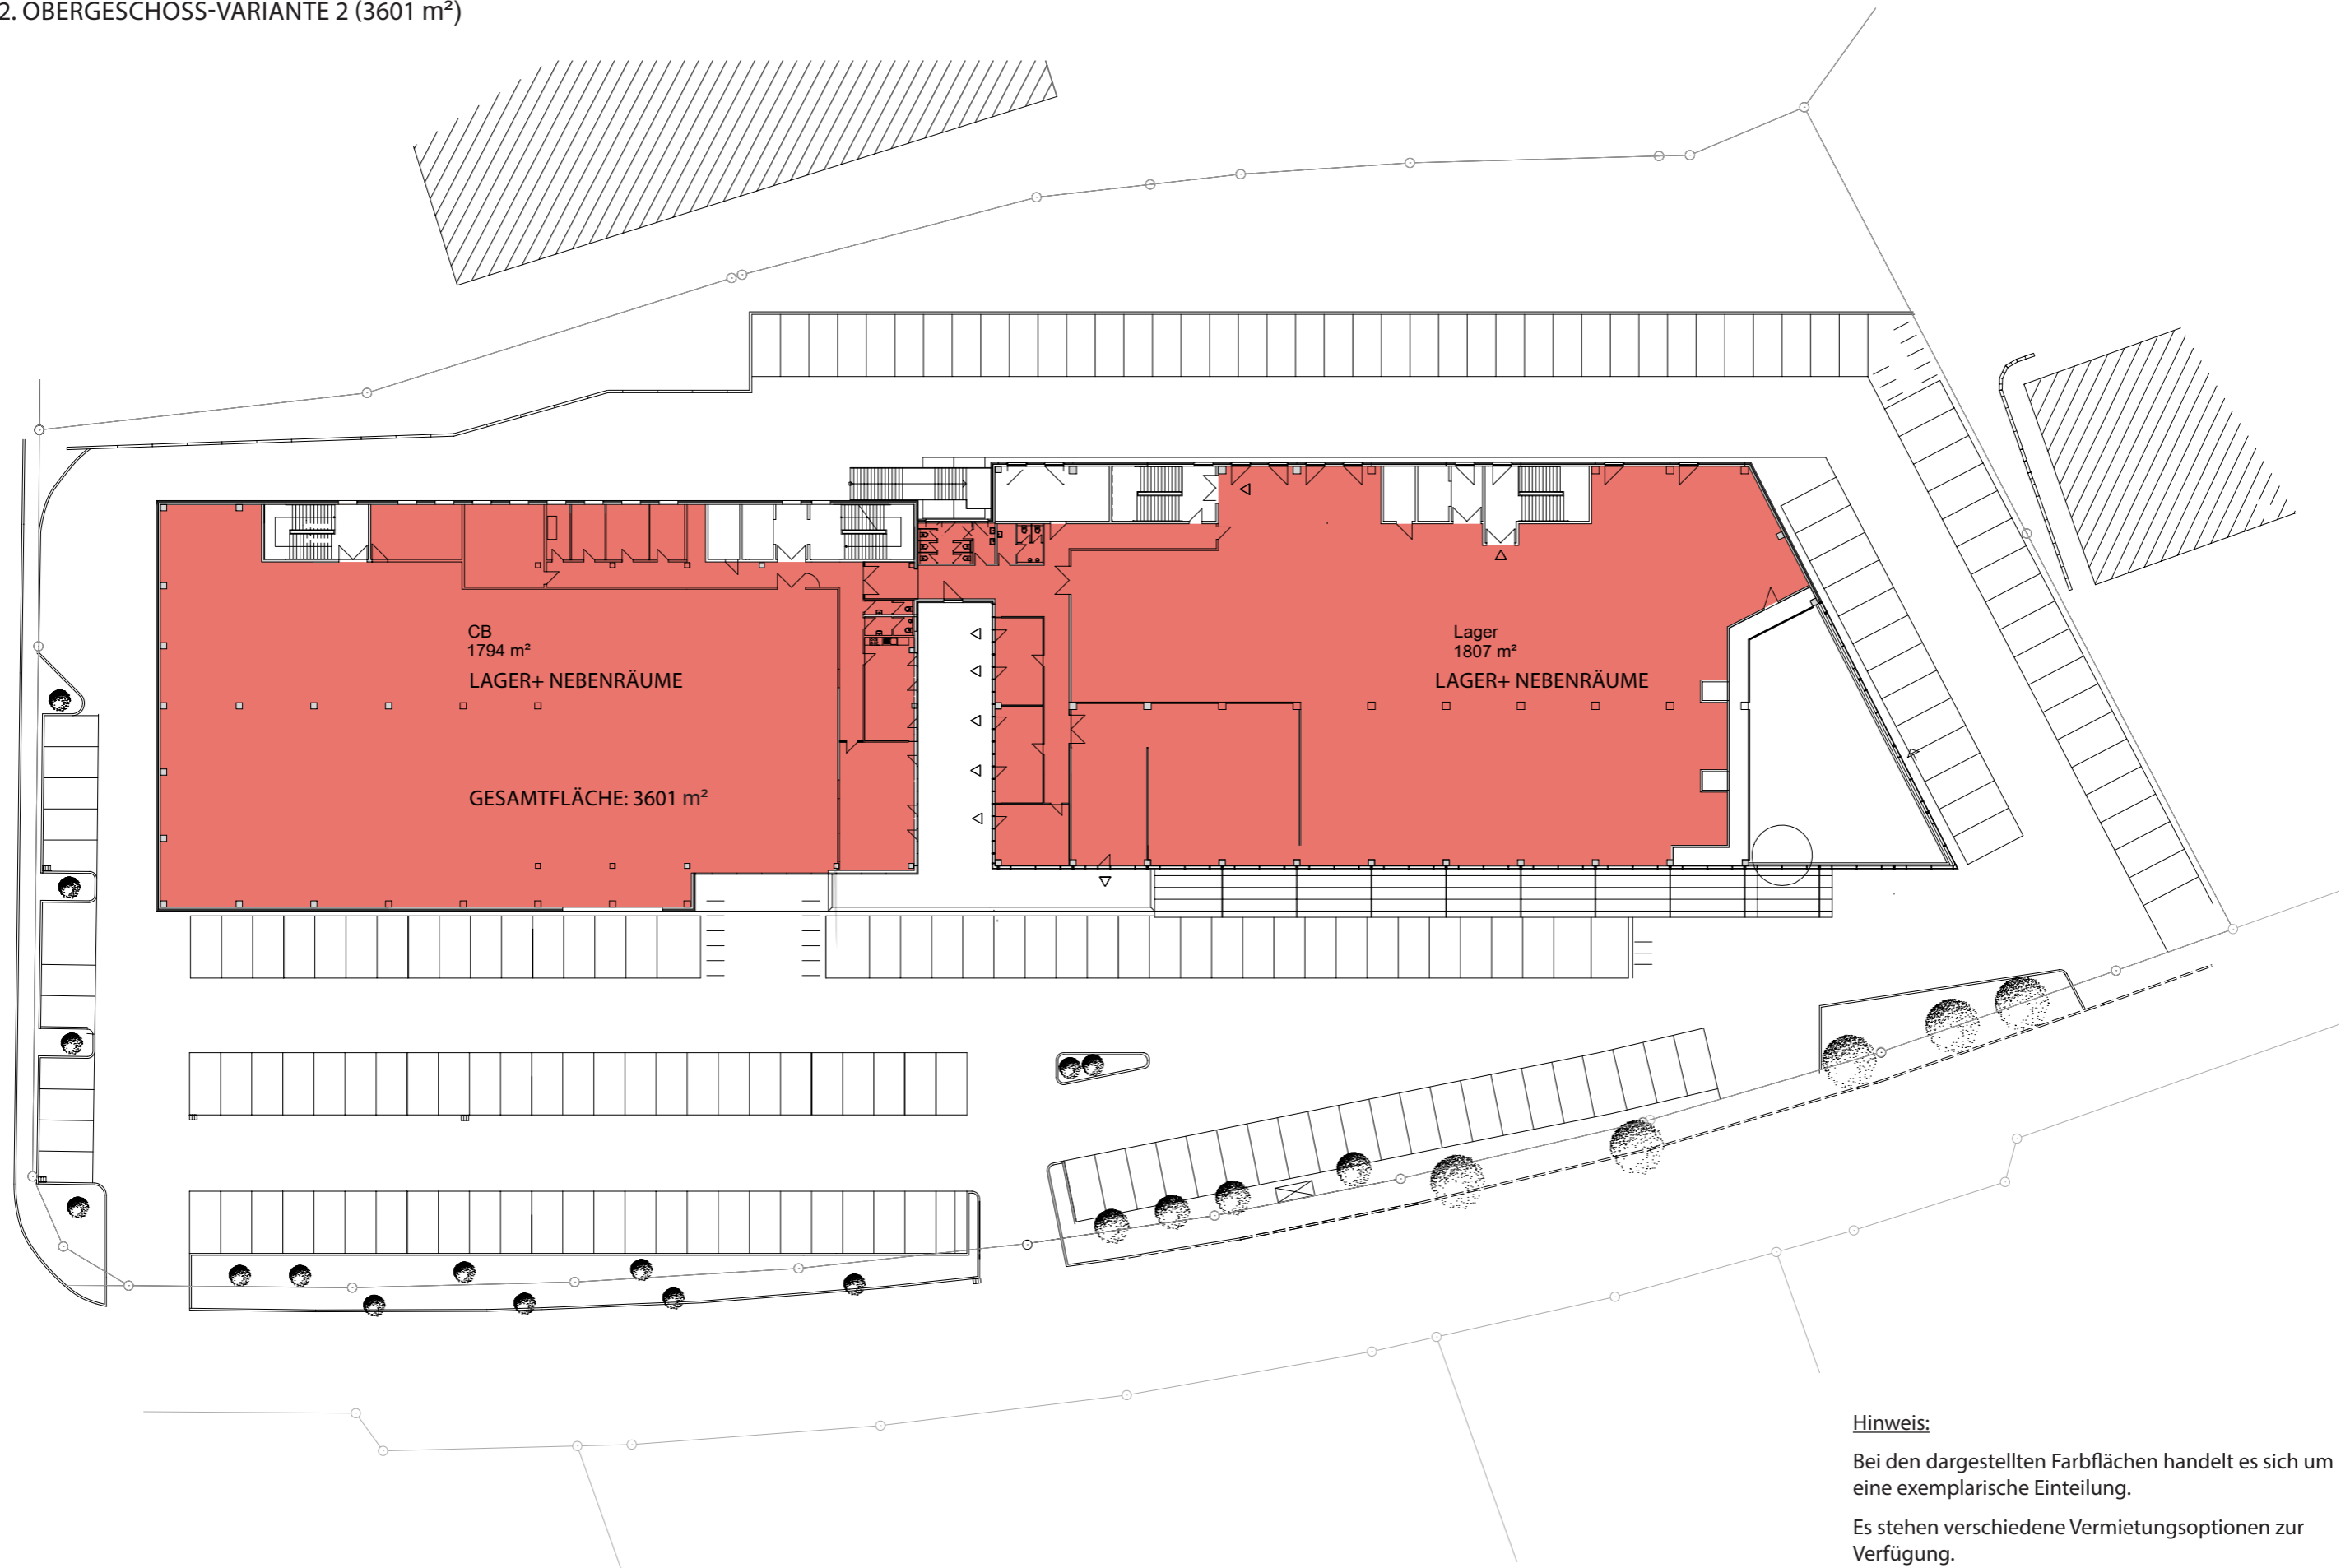 2. OBERGESCHOSS-VARIANTE 2 (3601 m²)
CB
1794 m²
LAGER+ NEBENRÄUME
GESAMTFLÄCHE: 3601 m²
Lager
1807 m²
LAGER+ NEBENRÄUME
Hinweis:
Bei den dargestellten Farbflächen handelt es sich um
eine exemplarische Einteilung.
Es stehen verschiedene Vermietungsoptionen zur
Verfügung.